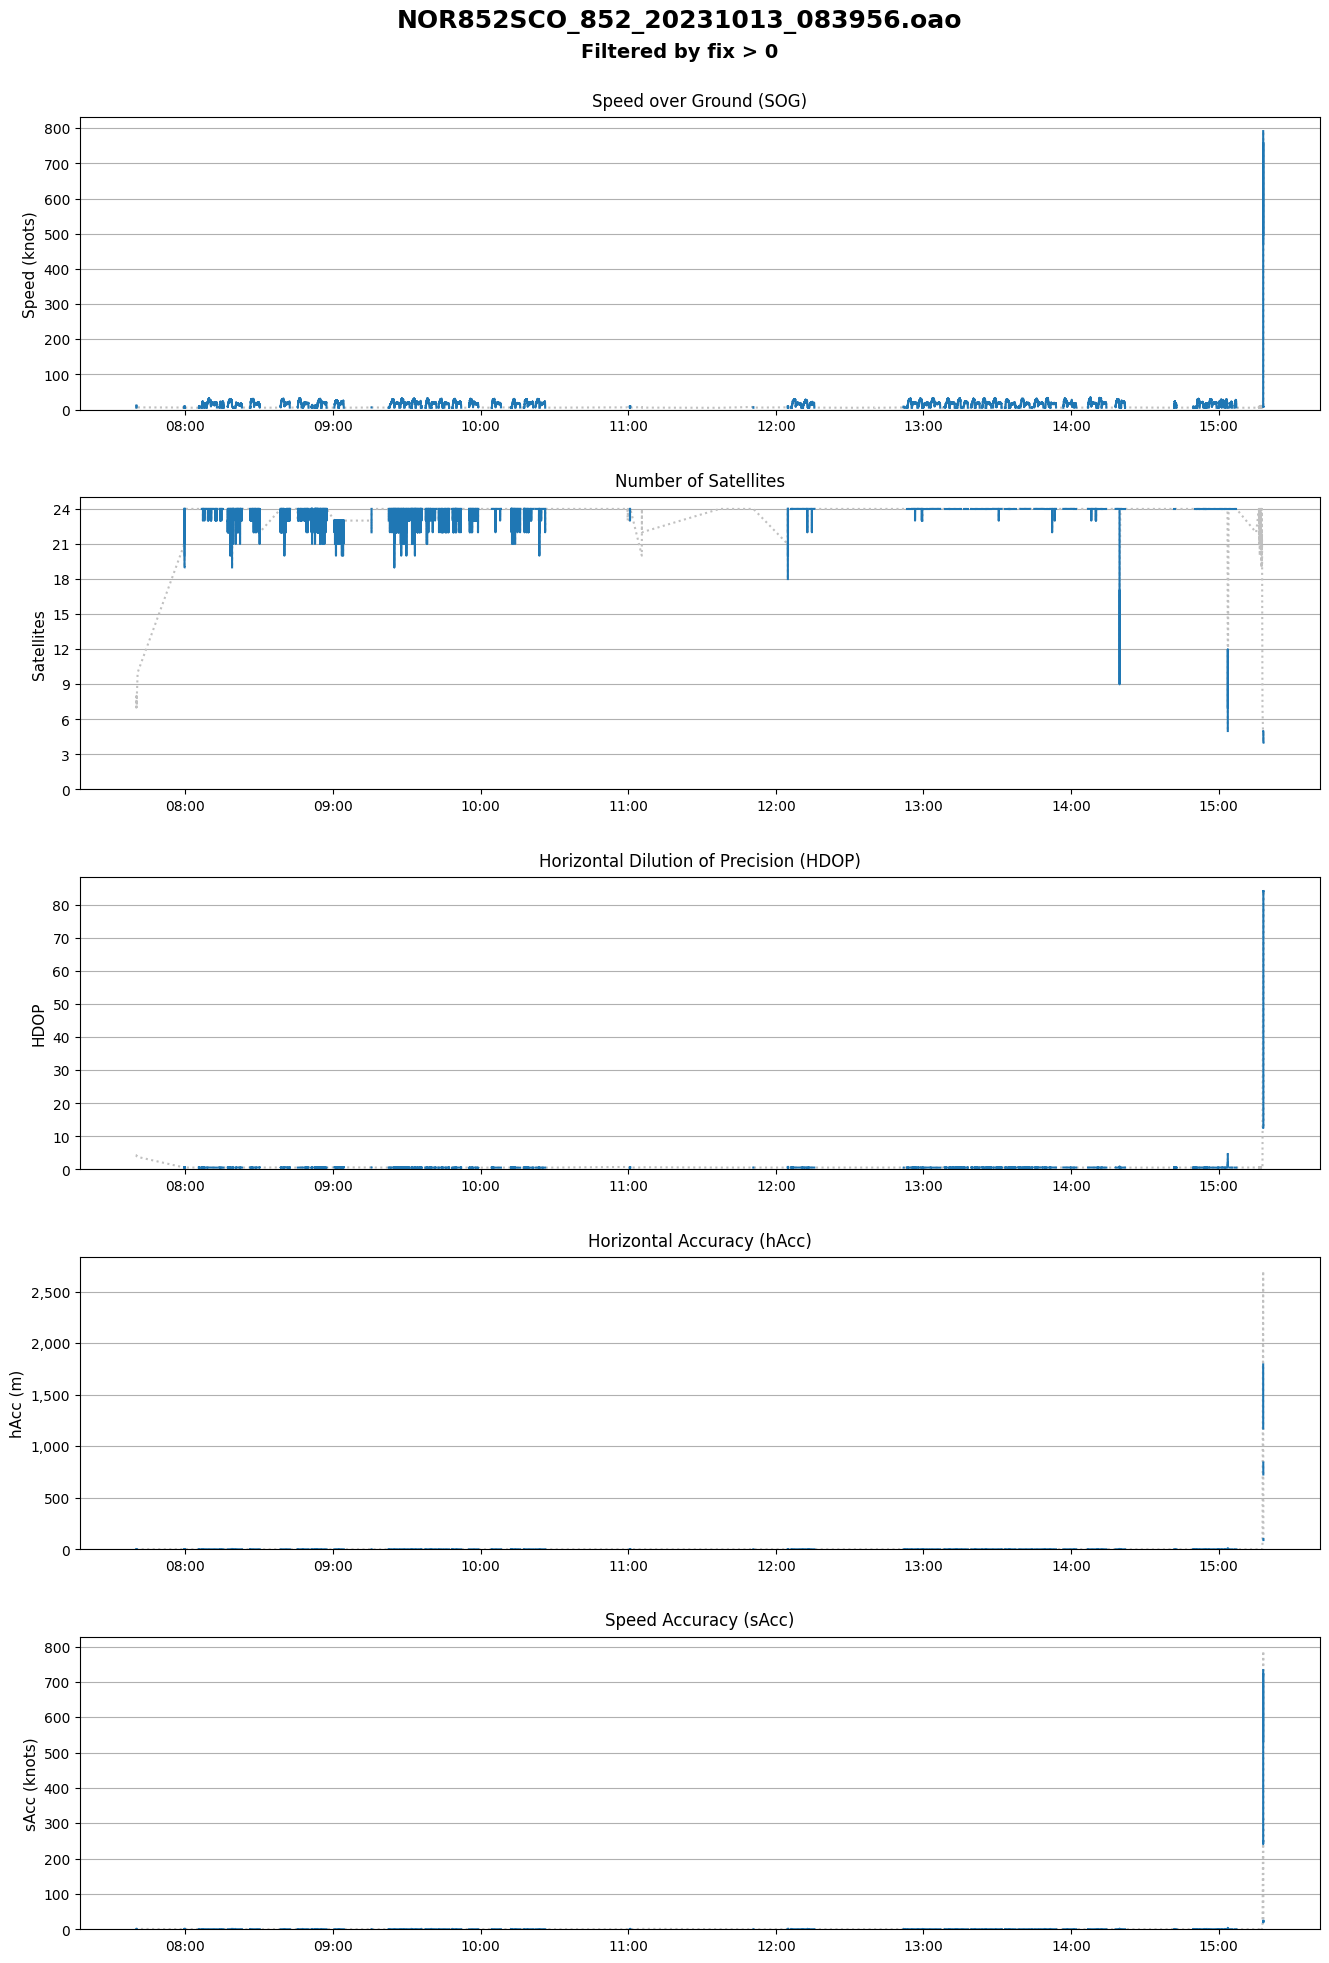 NOR852SCO_852_20231013_083956.oao
Filtered by fix > 0
Speed over Ground (SOG)
800
700
600
500
400
300
200
100
0
Speed (knots)
08:00 09:00 10:00 11:00 12:00 13:00 14:00 15:00
Number of Satellites
24
21
18
15
12
9
6
3
0
Satellites
08:00 09:00 10:00 11:00 12:00 13:00 14:00 15:00
Horizontal Dilution of Precision (HDOP)
80
70
60
50
40
30
20
10
0
HDOP
08:00 09:00 10:00 11:00 12:00 13:00 14:00 15:00
Horizontal Accuracy (hAcc)
2,500
2,000
1,500
1,000
500
0
hAcc (m)
08:00 09:00 10:00 11:00 12:00 13:00 14:00 15:00
Speed Accuracy (sAcc)
800
700
600
500
400
300
200
100
0
sAcc (knots)
08:00 09:00 10:00 11:00 12:00 13:00 14:00 15:00